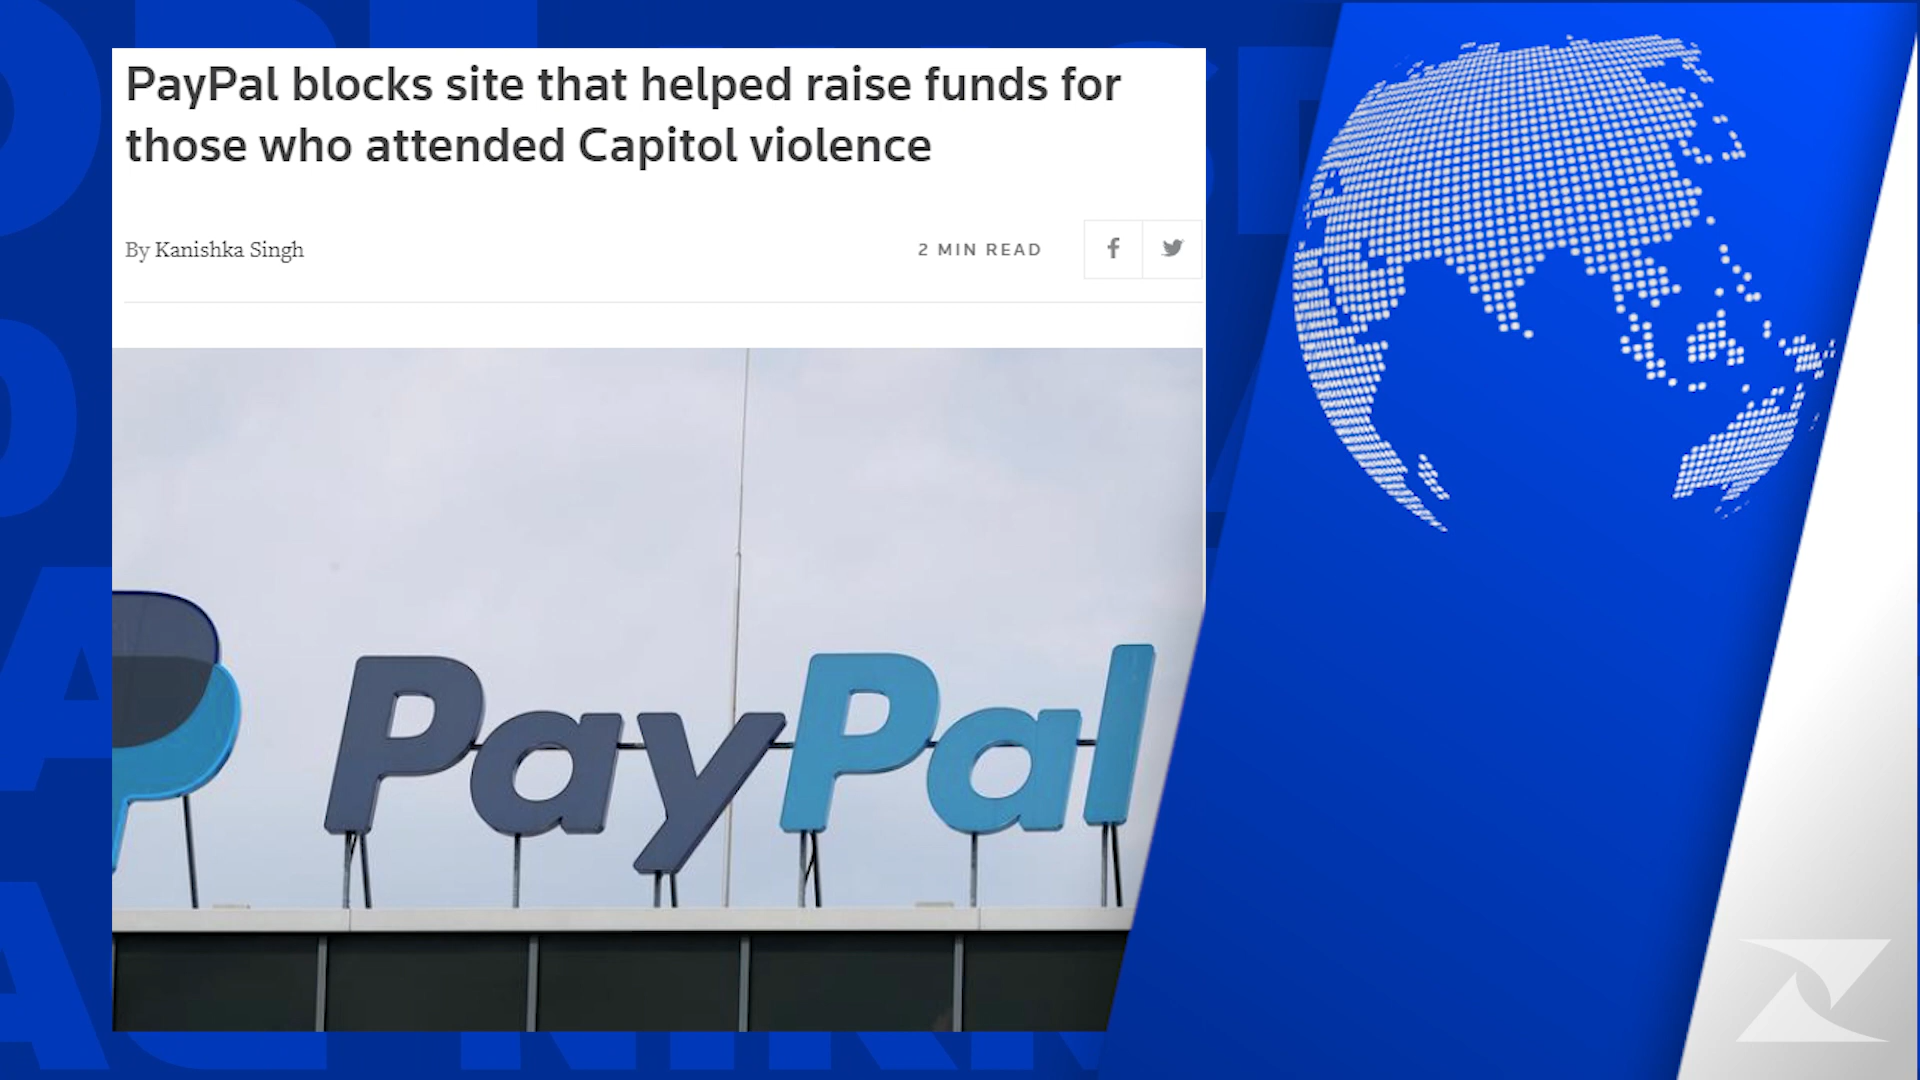 PayPal blocks site that helped raise funds for
those who attended Capitol violence
By Kanishka Singh
2 MIN READ
PayPal